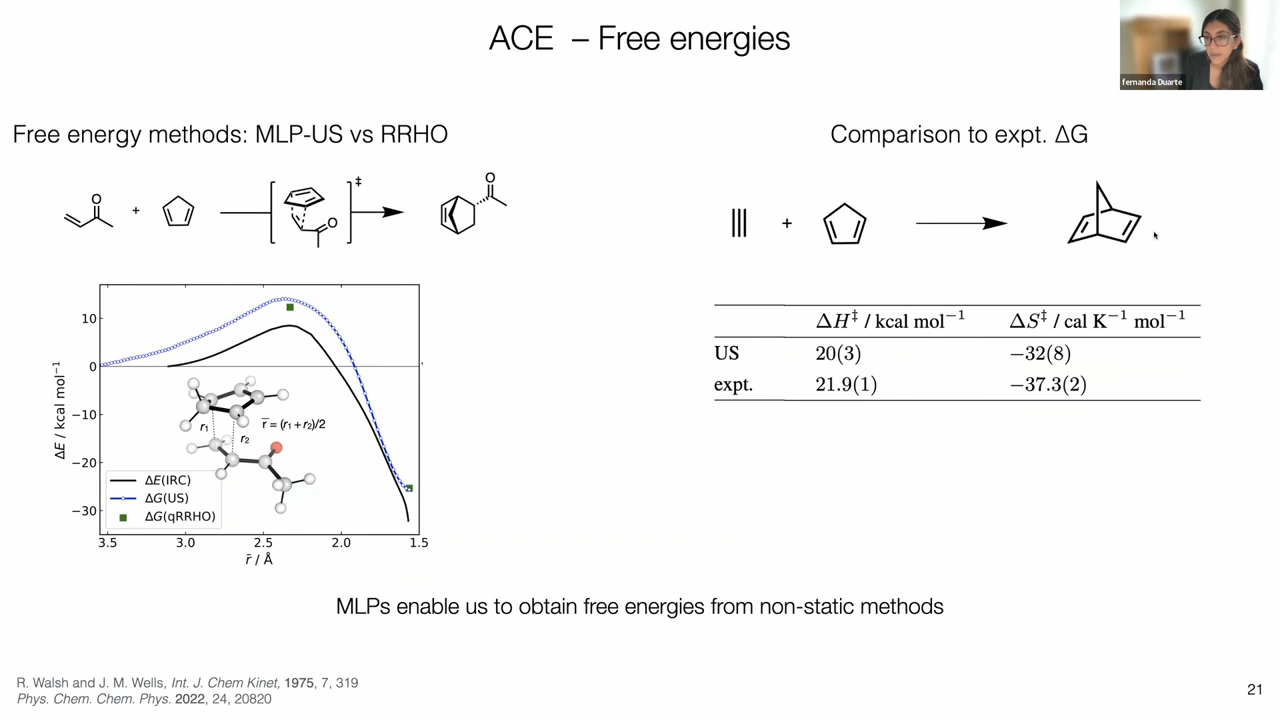 ACE – Free energies
fernanda Duarte
Free energy methods: MLP-US vs RRHO
Comparison to expt. ΔG
O
+
O
‡
O
+
ΔE / kcal mol⁻¹
10
0
−10
−20
−30
r₁
r₂
r̅ = (r₁ + r₂)/2
ΔE(IRC)
ΔG(US)
ΔG(qRRHO)
3.5 3.0 2.5 2.0 1.5
r̅ / Å
ΔH‡ / kcal mol⁻¹ ΔS‡ / cal K⁻¹ mol⁻¹
US 20(3) −32(8)
expt. 21.9(1) −37.3(2)
MLPs enable us to obtain free energies from non-static methods
R. Walsh and J. M. Wells, Int. J. Chem Kinet, 1975, 7, 319
Phys. Chem. Chem. Phys. 2022, 24, 20820
21